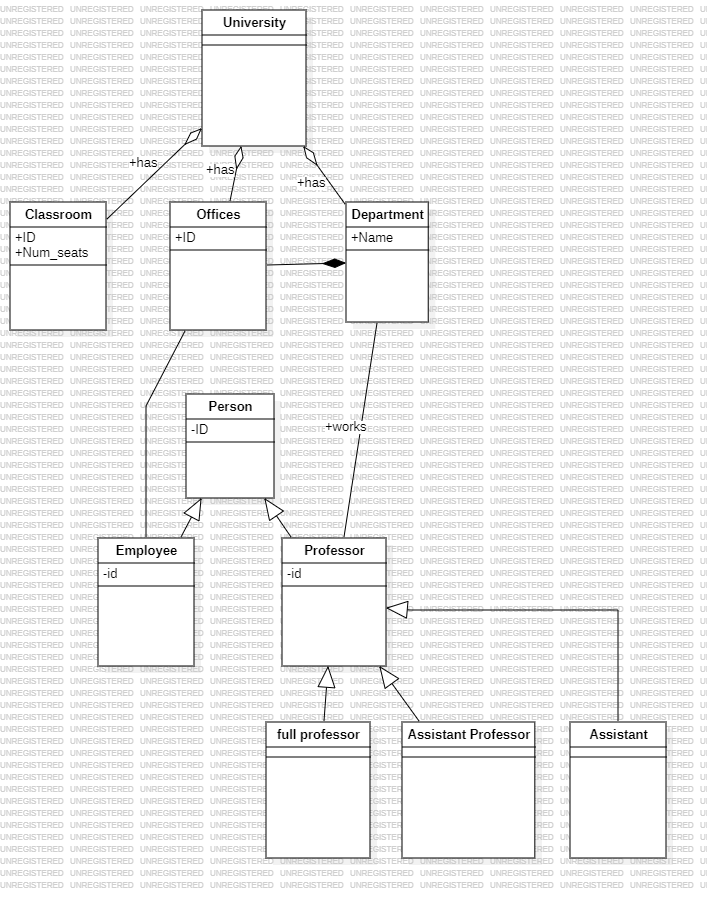 University
+has
+has
+has
Classroom
+ID
+Num_seats
Offices
+ID
Department
+Name
Person
-ID
+works
Employee
-id
Professor
-id
full professor
Assistant Professor
Assistant
UNREGISTERED